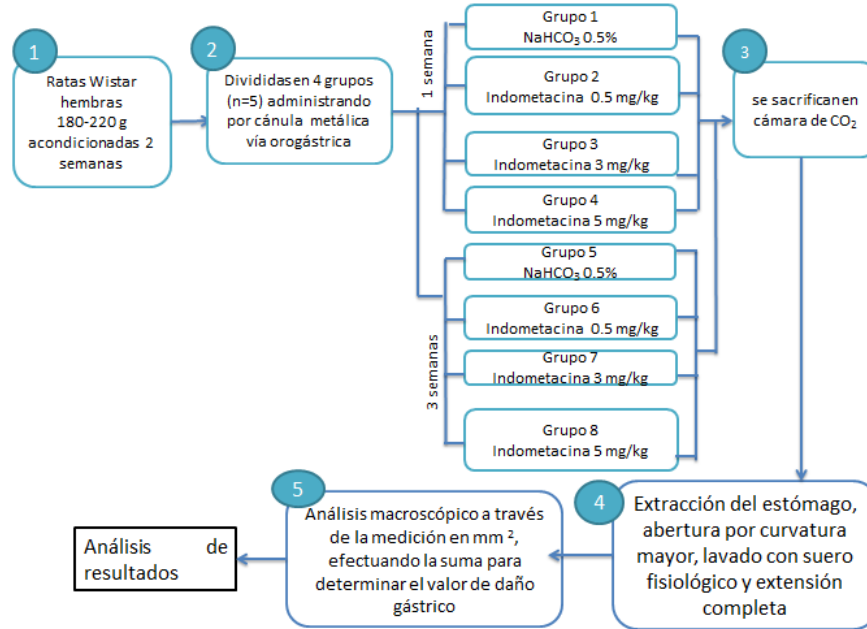 1
Ratas Wistar
hembras
180-220 g
acondicionadas 2
semanas
2
Divididas en 4 grupos
(n=5) administrando
por cánula metálica
vía orogástrica
1 semana
Grupo 1
NaHCO₃ 0.5%
Grupo 2
Indometacina 0.5 mg/kg
Grupo 3
Indometacina 3 mg/kg
Grupo 4
Indometacina 5 mg/kg
3 semanas
Grupo 5
NaHCO₃ 0.5%
Grupo 6
Indometacina 0.5 mg/kg
Grupo 7
Indometacina 3 mg/kg
Grupo 8
Indometacina 5 mg/kg
3
se sacrifican en
cámara de CO₂
4
Extracción del estómago,
abertura por curvatura
mayor, lavado con suero
fisiológico y extensión
completa
5
Análisis macroscópico a través
de la medición en mm ²,
efectuando la suma para
determinar el valor de daño
gástrico
Análisis de
resultados